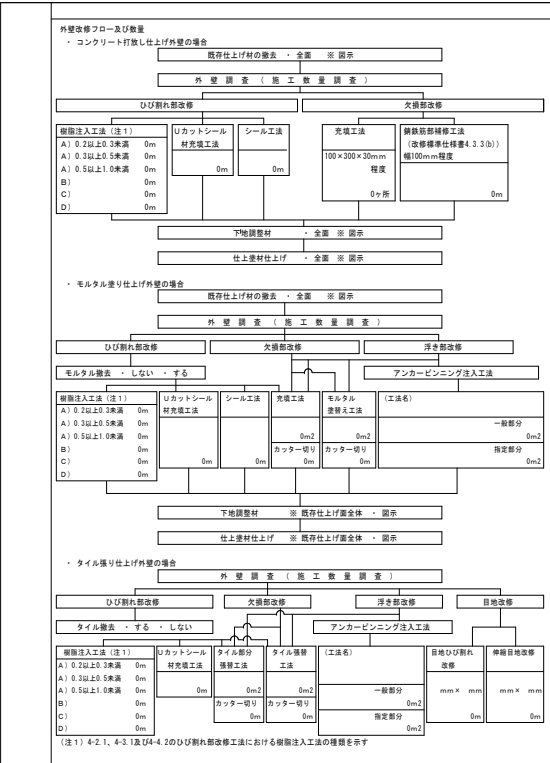 外壁改修フロー及び数量
・ コンクリート打放し仕上げ外壁の場合
既存仕上げ材の撤去 ・ 全面 ※ 図示
外 壁 調 査 ( 施 工 数 量 調 査 )
ひび割れ部改修
欠損部改修
樹脂注入工法(注1)
A) 0.2以上0.3未満 0m
A) 0.3以上0.5未満 0m
A) 0.5以上1.0未満 0m
B) 0m
C) 0m
D) 0m
Uカットシール
材充填工法
0m
シール工法
0m
充填工法
100×300×30mm
程度
0ヶ所
錆鉄筋部補修工法
(改修標準仕様書4.3.3(b))
幅100mm程度
0m
下地調整材 ・ 全面 ※ 図示
仕上塗材仕上げ ・ 全面 ※ 図示
・ モルタル塗り仕上げ外壁の場合
既存仕上げ材の撤去 ・ 全面 ※ 図示
外 壁 調 査 ( 施 工 数 量 調 査 )
ひび割れ部改修
欠損部改修
浮き部改修
モルタル撤去 ・ しない ・ する
アンカーピンニング注入工法
樹脂注入工法(注1)
A) 0.2以上0.3未満 0m
A) 0.3以上0.5未満 0m
A) 0.5以上1.0未満 0m
B) 0m
C) 0m
D) 0m
Uカットシール
材充填工法
0m
シール工法
0m
充填工法
0m2
カッター切り
0m
モルタル
塗替え工法
0m2
カッター切り
0m
(工法名)
一般部分
0m2
指定部分
0m2
下地調整材 ※ 既存仕上げ面全体 ・ 図示
仕上塗材仕上げ ※ 既存仕上げ面全体 ・ 図示
・ タイル張り仕上げ外壁の場合
外 壁 調 査 ( 施 工 数 量 調 査 )
ひび割れ部改修
欠損部改修
浮き部改修
目地改修
タイル撤去 ・ する ・ しない
アンカーピンニング注入工法
樹脂注入工法(注1)
A) 0.2以上0.3未満 0m
A) 0.3以上0.5未満 0m
A) 0.5以上1.0未満 0m
B) 0m
C) 0m
D) 0m
Uカットシール
材充填工法
0m
タイル部分
張替工法
0m2
カッター切り
0m
タイル張替
工法
0m2
カッター切り
0m
(工法名)
一般部分
0m2
指定部分
0m2
目地ひび割れ
改修
mm× mm
0m
伸縮目地改修
mm× mm
0m
(注1)4-2.1、4-3.1及び4-4.2のひび割れ部改修工法における樹脂注入工法の種類を示す